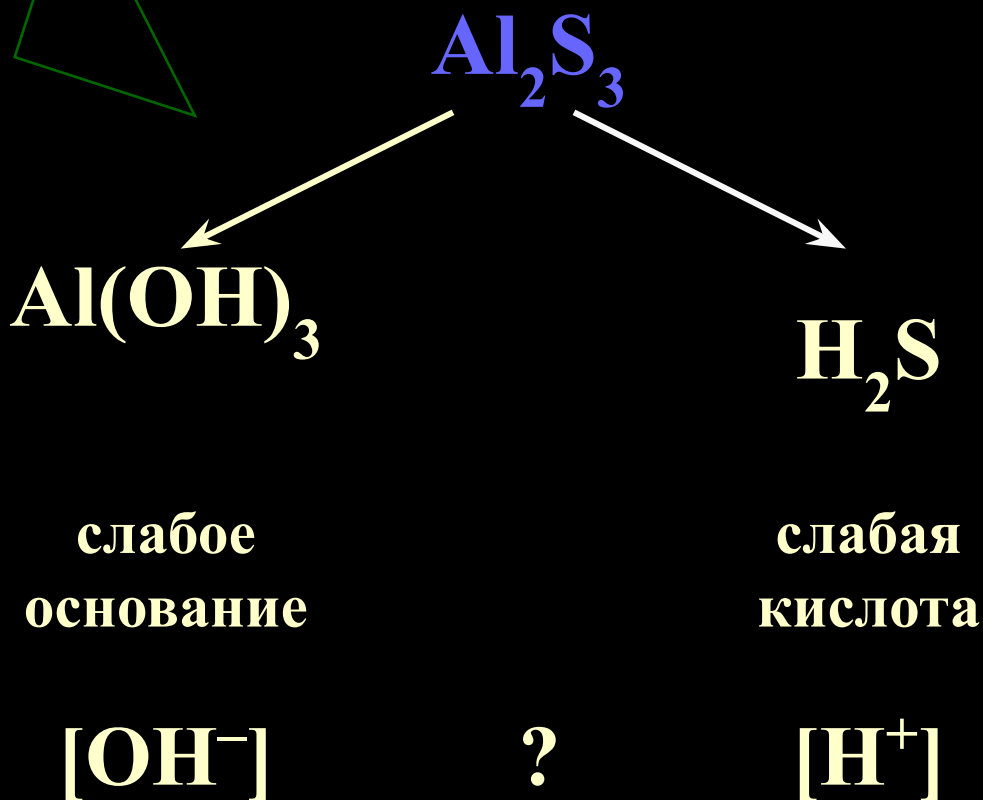 Al₂S₃
Al(OH)₃
H₂S
слабое основание
слабая кислота
[OH⁻] ? [H⁺]